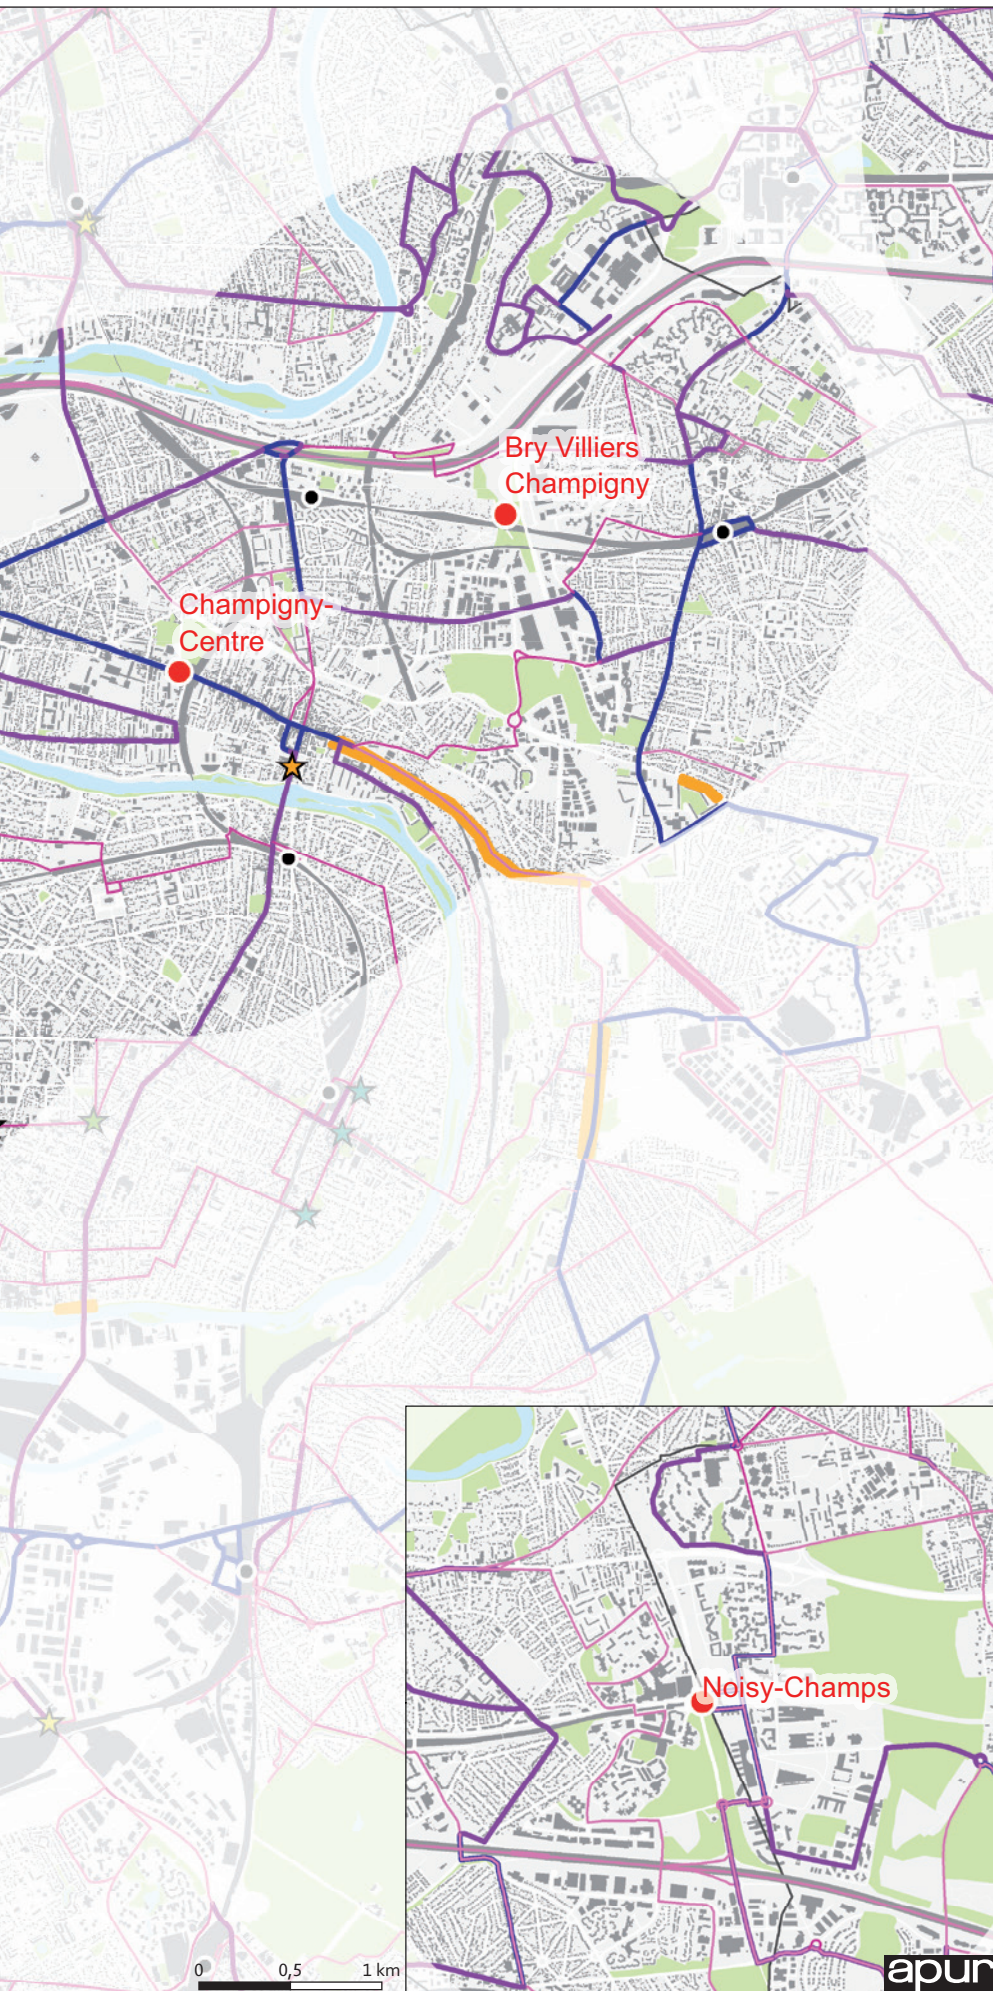 Bry Villiers
Champigny
Champigny-
Centre
Noisy-Champs
0 0,5 1 km
apur